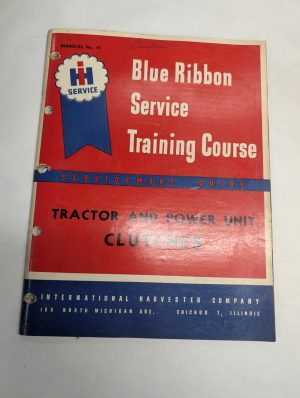 MANUAL No. IV
IH
SERVICE
Blue Ribbon
Service
Training Course
SERVICEMAN'S GUIDE
TRACTOR AND POWER UNIT
CLUTCHES
INTERNATIONAL HARVESTER COMPANY
180 NORTH MICHIGAN AVE. CHICAGO 1, ILLINOIS